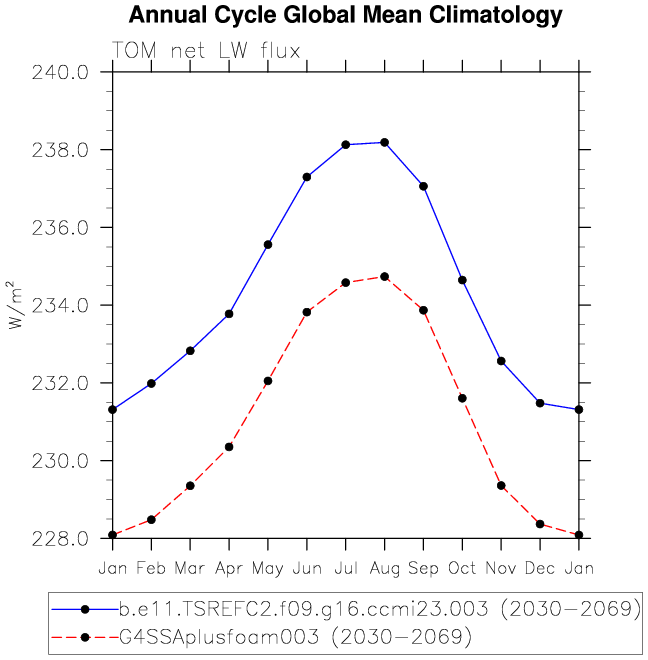 Annual Cycle Global Mean Climatology
TOM net LW flux
240.0
238.0
236.0
234.0
232.0
230.0
228.0
W/m²
Jan Feb Mar Apr May Jun Jul Aug Sep Oct Nov Dec Jan
b.e11.TSREFC2.f09.g16.ccmi23.003 (2030−2069)
G4SSAplusfoam003 (2030−2069)